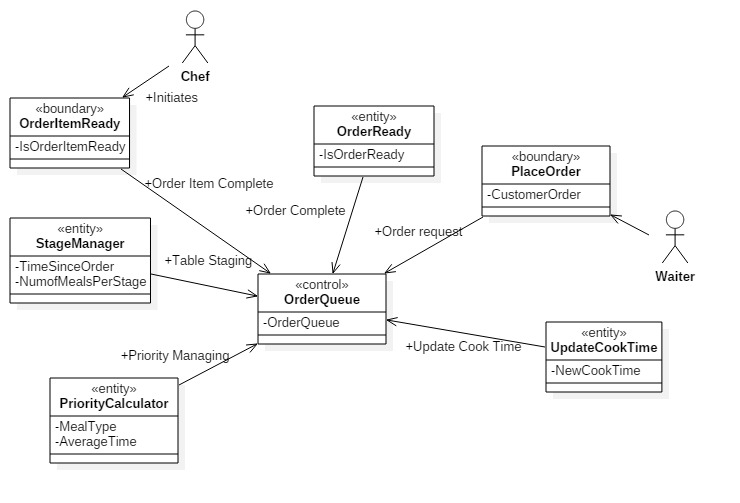 Chef
+Initiates
«boundary»
OrderItemReady
-IsOrderItemReady
«entity»
OrderReady
-IsOrderReady
«boundary»
PlaceOrder
-CustomerOrder
+Order Item Complete
+Order Complete
+Order request
Waiter
«entity»
StageManager
-TimeSinceOrder
-NumofMealsPerStage
+Table Staging
«control»
OrderQueue
-OrderQueue
+Update Cook Time
«entity»
UpdateCookTime
-NewCookTime
+Priority Managing
«entity»
PriorityCalculator
-MealType
-AverageTime